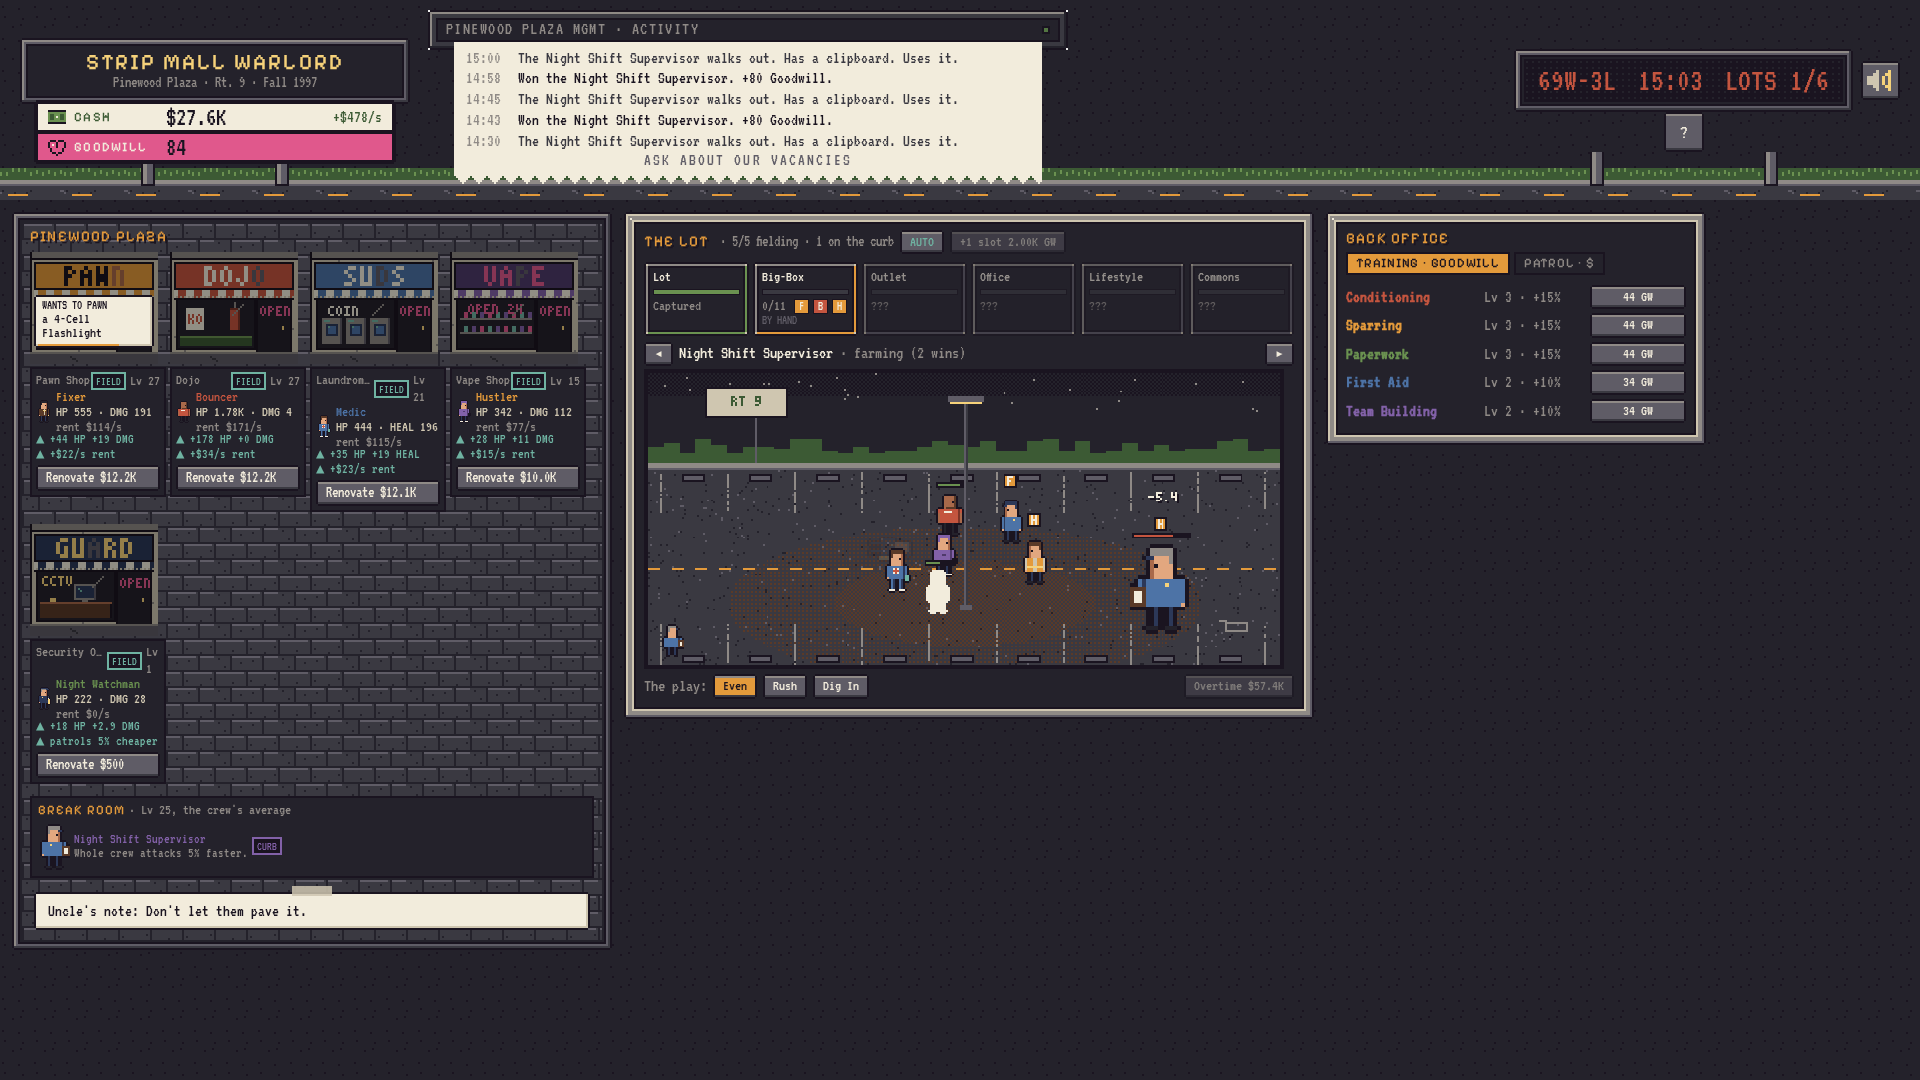 PINEWOOD PLAZA MGMT · ACTIVITY
15:00 The Night Shift Supervisor walks out. Has a clipboard. Uses it.
14:58 Won the Night Shift Supervisor. +80 Goodwill.
14:45 The Night Shift Supervisor walks out. Has a clipboard. Uses it.
14:43 Won the Night Shift Supervisor. +80 Goodwill.
14:30 The Night Shift Supervisor walks out. Has a clipboard. Uses it.
ASK ABOUT OUR VACANCIES
STRIP MALL WARLORD
Pinewood Plaza · Rt. 9 · Fall 1997
CASH $27.6K +$478/s
GOODWILL 84
69W-3L 15:03 LOTS 1/6
?
PINEWOOD PLAZA
PAWN DOJO SUDS VAPE
WANTS TO PAWN
a 4-Cell
Flashlight
KO OPEN
COIN
OPEN 24 OPEN
Pawn Shop FIELD Lv 27
Fixer
HP 555 · DMG 191
rent $114/s
▲ +44 HP +19 DMG
▲ +$22/s rent
Renovate $12.2K
Dojo FIELD Lv 27
Bouncer
HP 1.78K · DMG 4
rent $171/s
▲ +178 HP +0 DMG
▲ +$34/s rent
Renovate $12.2K
Laundrom… FIELD Lv 21
Medic
HP 444 · HEAL 196
rent $115/s
▲ +35 HP +19 HEAL
▲ +$23/s rent
Renovate $12.1K
Vape Shop FIELD Lv 15
Hustler
HP 342 · DMG 112
rent $77/s
▲ +28 HP +11 DMG
▲ +$15/s rent
Renovate $10.0K
GUARD
CCTV OPEN
Security O… FIELD Lv 1
Night Watchman
HP 222 · DMG 28
rent $0/s
▲ +18 HP +2.9 DMG
▲ patrols 5% cheaper
Renovate $500
BREAK ROOM · Lv 25, the crew's average
Night Shift Supervisor
Whole crew attacks 5% faster.
CURB
Uncle's note: Don't let them pave it.
THE LOT · 5/5 fielding · 1 on the curb AUTO +1 slot 2.00K GW
Lot
Captured
Big-Box
0/11 F B H
BY HAND
Outlet
???
Office
???
Lifestyle
???
Commons
???
◄ Night Shift Supervisor · farming (2 wins) ►
RT 9
F
H
-5.4
H
The play: Even Rush Dig In Overtime $57.4K
BACK OFFICE
TRAINING · GOODWILL PATROL · $
Conditioning Lv 3 · +15% 44 GW
Sparring Lv 3 · +15% 44 GW
Paperwork Lv 3 · +15% 44 GW
First Aid Lv 2 · +10% 34 GW
Team Building Lv 2 · +10% 34 GW